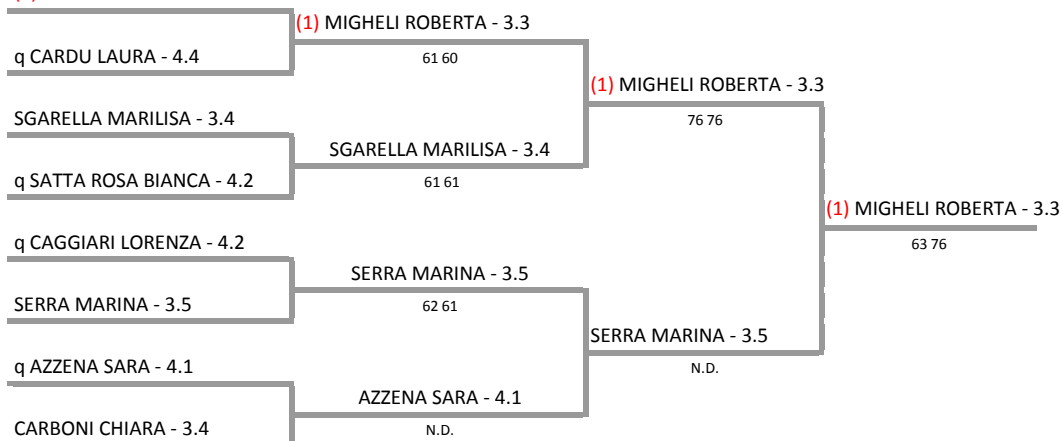 (1) MIGHELI ROBERTA - 3.3
q CARDU LAURA - 4.4
61 60
(1) MIGHELI ROBERTA - 3.3
SGARELLA MARILISA - 3.4
76 76
SGARELLA MARILISA - 3.4
q SATTA ROSA BIANCA - 4.2
61 61
(1) MIGHELI ROBERTA - 3.3
q CAGGIARI LORENZA - 4.2
63 76
SERRA MARINA - 3.5
SERRA MARINA - 3.5
62 61
SERRA MARINA - 3.5
q AZZENA SARA - 4.1
N.D.
AZZENA SARA - 4.1
CARBONI CHIARA - 3.4
N.D.